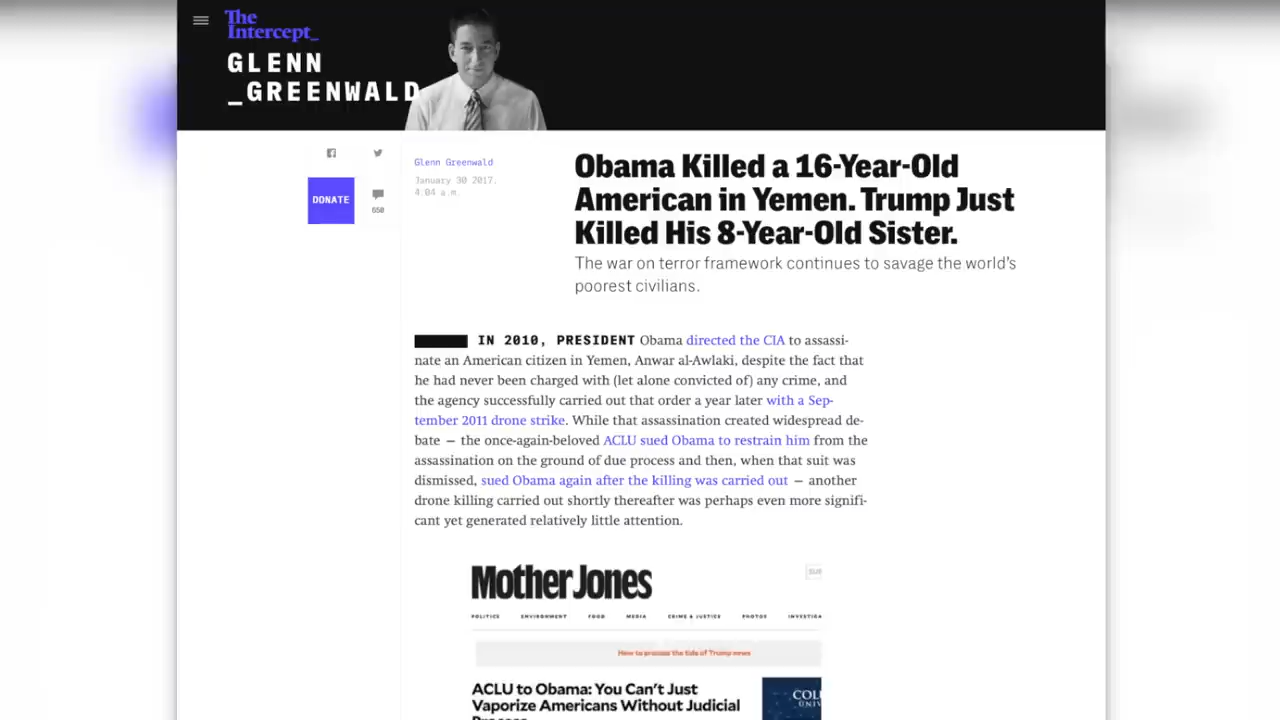 The
Intercept_
GLENN
_GREENWALD
Glenn Greenwald
January 30 2017,
4:04 a.m.
DONATE
650
Obama Killed a 16-Year-Old
American in Yemen. Trump Just
Killed His 8-Year-Old Sister.
The war on terror framework continues to savage the world's
poorest civilians.
IN 2010, PRESIDENT Obama directed the CIA to assassi-
nate an American citizen in Yemen, Anwar al-Awlaki, despite the fact that
he had never been charged with (let alone convicted of) any crime, and
the agency successfully carried out that order a year later with a Sep-
tember 2011 drone strike. While that assassination created widespread de-
bate — the once-again-beloved ACLU sued Obama to restrain him from the
assassination on the ground of due process and then, when that suit was
dismissed, sued Obama again after the killing was carried out — another
drone killing carried out shortly thereafter was perhaps even more signifi-
cant yet generated relatively little attention.
Mother Jones
SUB
POLITICS ENVIRONMENT FOOD MEDIA CRIME & JUSTICE PHOTOS INVESTIGA
How to process the tide of Trump news
ACLU to Obama: You Can't Just
Vaporize Americans Without Judicial
Process
COL
UNIV